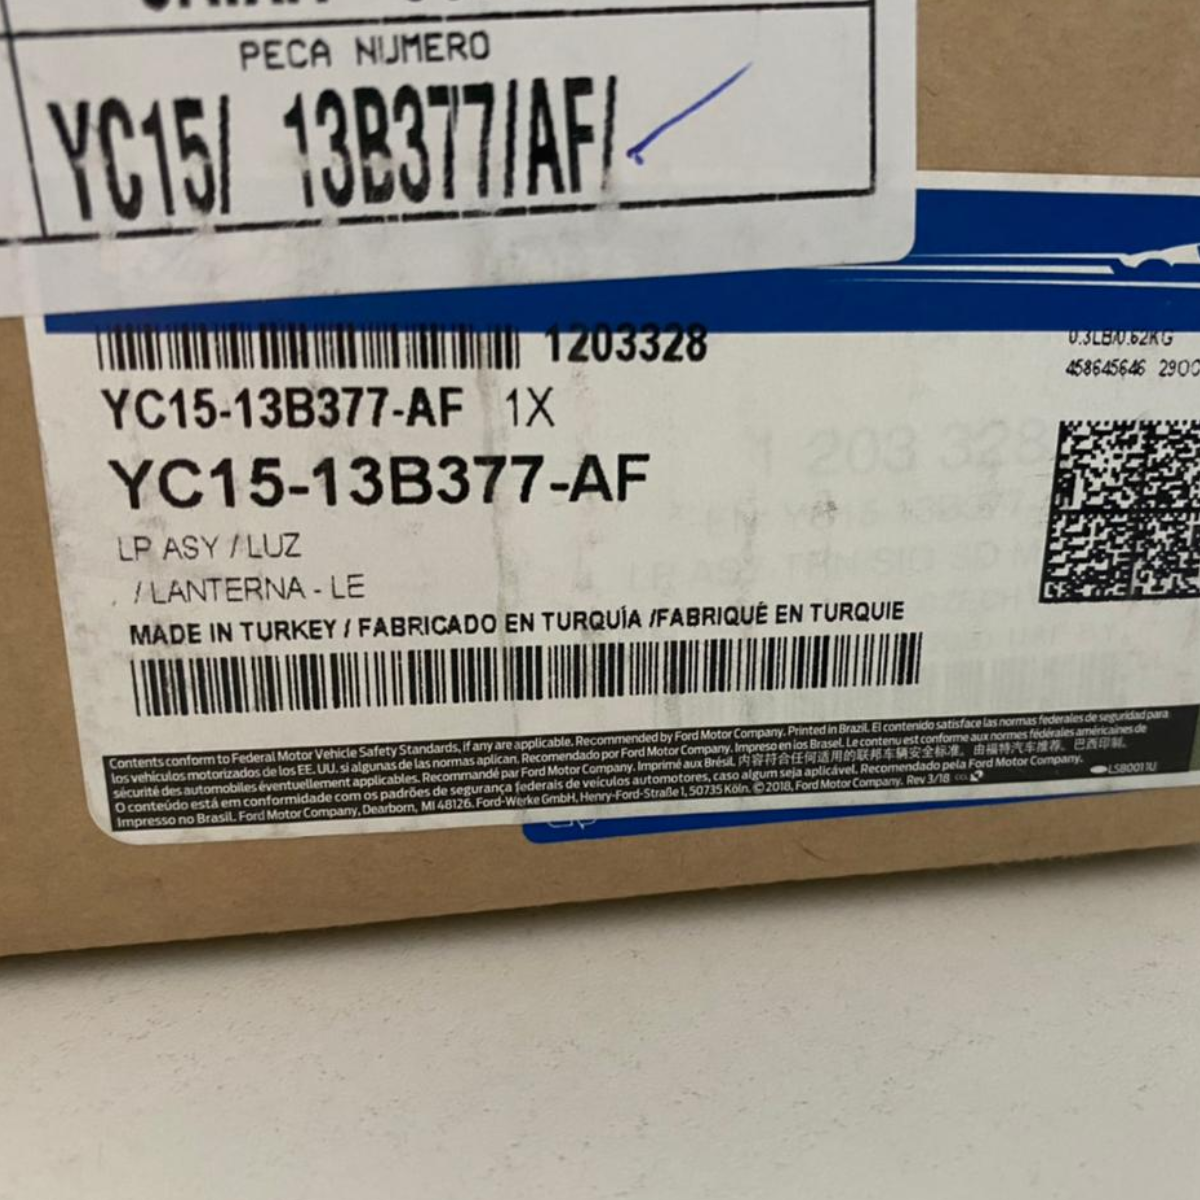 PECA NUMERO
YC15/ 13B377/AF/
1203328
0.3LB/0.62KG
458645646 2900
YC15-13B377-AF 1X
YC15-13B377-AF
LP ASY / LUZ
. / LANTERNA - LE
MADE IN TURKEY / FABRICADO EN TURQUÍA /FABRIQUÉ EN TURQUIE
1 203 328
Contents conform to Federal Motor Vehicle Safety Standards, if any are applicable. Recommended by Ford Motor Company. Printed in Brazil. El contenido satisface las normas federales de seguridad para
los vehículos motorizados de los EE. UU. si algunas de las normas aplican. Recomendado por Ford Motor Company. Impreso en ios Brasel. Le contenu est conforme aux normes fédérales américaines de
sécurité des automobiles éventuellement applicables. Recommandé par Ford Motor Company. Imprimé aux Brésil. 内容符合任何适用的联邦车辆安全标准。由福特汽车推荐。巴西印制。
O conteúdo está em conformidade com os padrões de segurança federais de veículos automotores, caso algum seja aplicável. Recomendado pela Ford Motor Company.
Impresso no Brasil. Ford Motor Company, Dearborn, MI 48126. Ford-Werke GmbH, Henry-Ford-Straße 1, 50735 Köln. ©2018, Ford Motor Company. Rev 3/18
LSB0013U